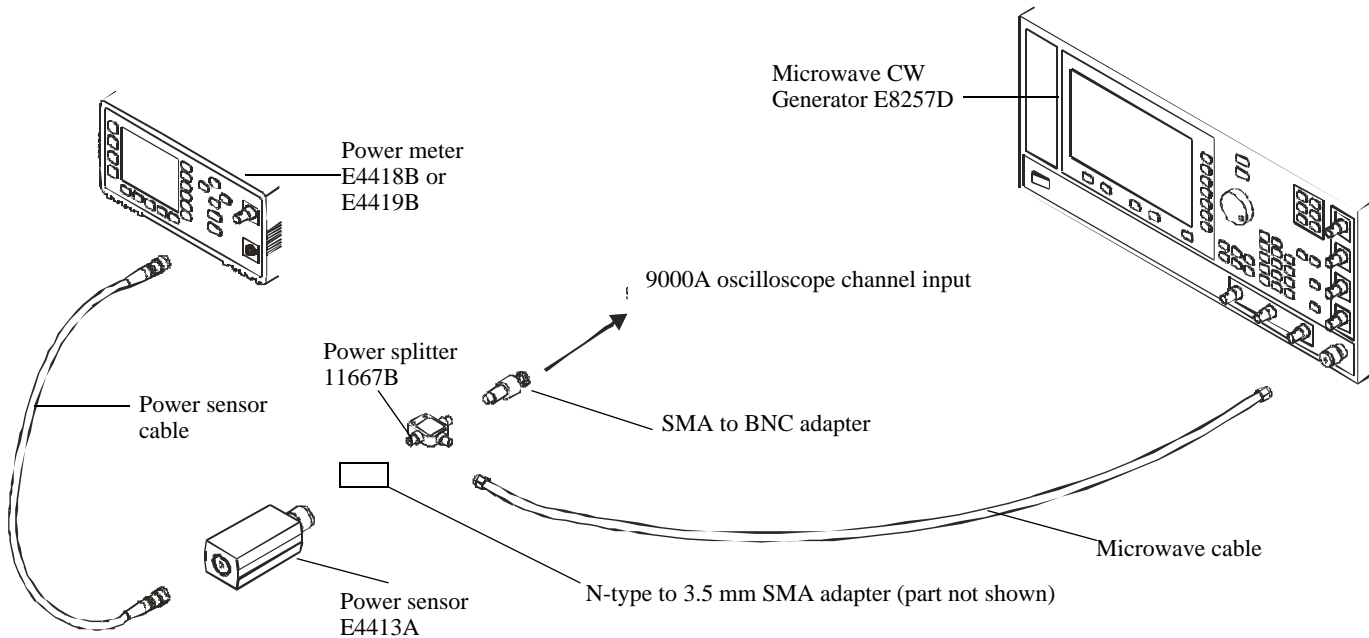 Microwave CW
Generator E8257D
Power meter
E4418B or
E4419B
9000A oscilloscope channel input
Power splitter
11667B
Power sensor
cable
SMA to BNC adapter
Microwave cable
N-type to 3.5 mm SMA adapter (part not shown)
Power sensor
E4413A